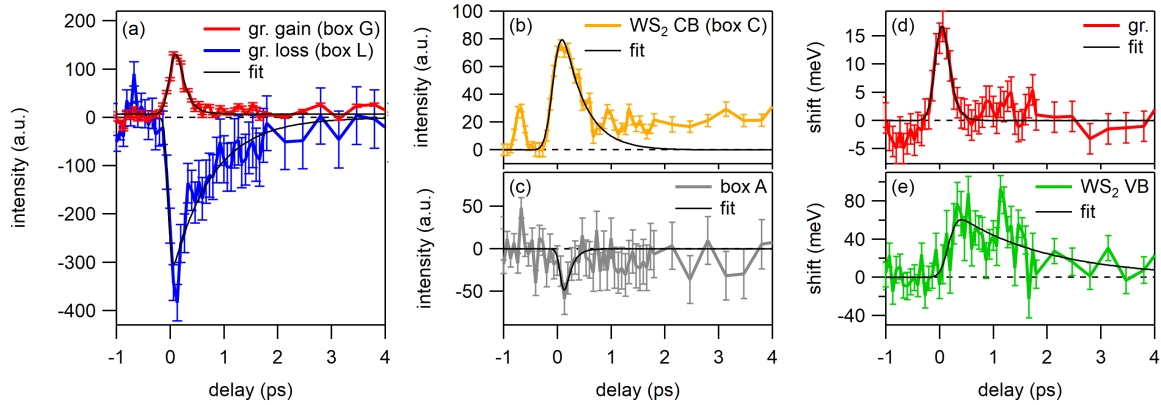 (a)
gr. gain (box G)
gr. loss (box L)
fit
200
100
0
-100
-200
-300
-400
intensity (a.u.)
-1 0 1 2 3 4
delay (ps)
(b)
WS₂ CB (box C)
fit
100
80
60
40
20
0
intensity (a.u.)
(c)
box A
fit
50
0
-50
intensity (a.u.)
-1 0 1 2 3 4
delay (ps)
(d)
gr.
fit
15
10
5
0
-5
shift (meV)
(e)
WS₂ VB
fit
80
40
0
-40
shift (meV)
-1 0 1 2 3 4
delay (ps)